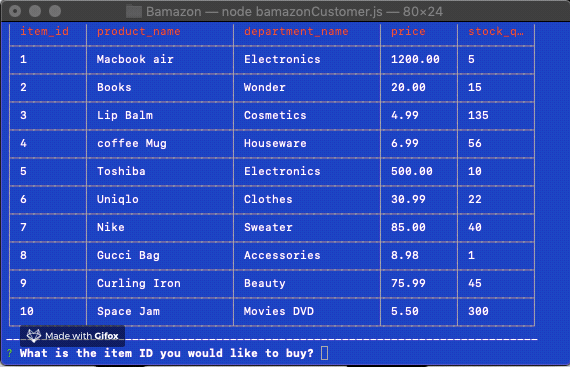 Bamazon — node bamazonCustomer.js — 80×24
item_id product_name department_name price stock_q…
1 Macbook air Electronics 1200.00 5
2 Books Wonder 20.00 15
3 Lip Balm Cosmetics 4.99 135
4 coffee Mug Houseware 6.99 56
5 Toshiba Electronics 500.00 10
6 Uniqlo Clothes 30.99 22
7 Nike Sweater 85.00 40
8 Gucci Bag Accessories 8.98 1
9 Curling Iron Beauty 75.99 45
10 Space Jam Movies DVD 5.50 300
Made with Gifox
? What is the item ID you would like to buy?